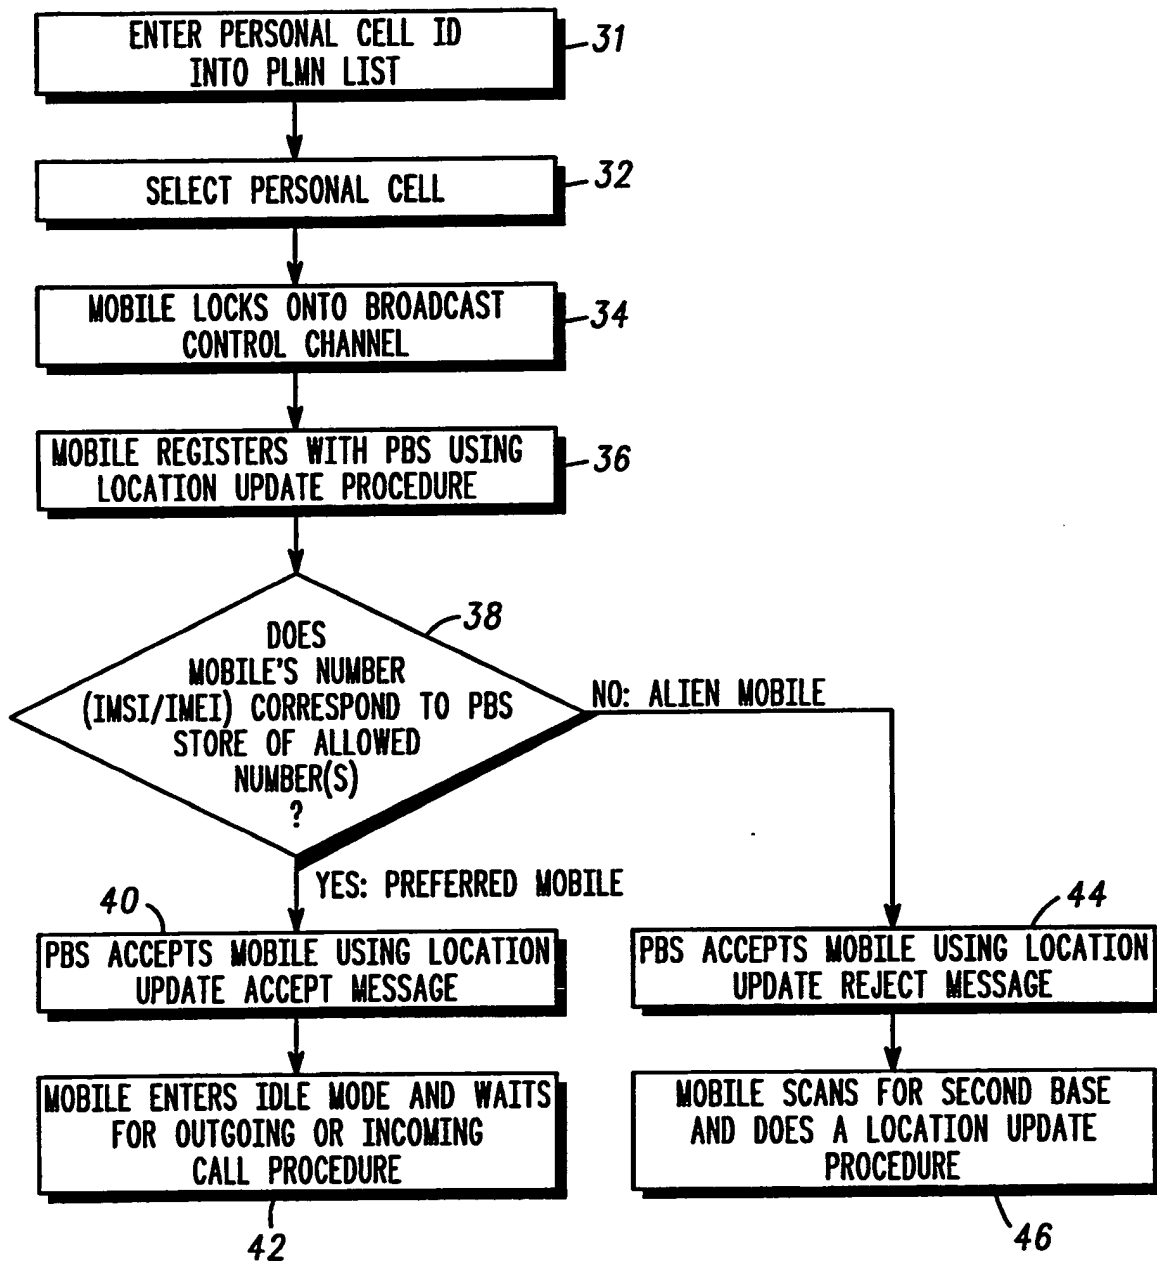 ENTER PERSONAL CELL ID
INTO PLMN LIST
31
SELECT PERSONAL CELL
32
MOBILE LOCKS ONTO BROADCAST
CONTROL CHANNEL
34
MOBILE REGISTERS WITH PBS USING
LOCATION UPDATE PROCEDURE
36
DOES
MOBILE'S NUMBER
(IMSI/IMEI) CORRESPOND TO PBS
STORE OF ALLOWED
NUMBER(S)
?
38
NO: ALIEN MOBILE
YES: PREFERRED MOBILE
40
PBS ACCEPTS MOBILE USING LOCATION
UPDATE ACCEPT MESSAGE
44
PBS ACCEPTS MOBILE USING LOCATION
UPDATE REJECT MESSAGE
MOBILE ENTERS IDLE MODE AND WAITS
FOR OUTGOING OR INCOMING
CALL PROCEDURE
42
MOBILE SCANS FOR SECOND BASE
AND DOES A LOCATION UPDATE
PROCEDURE
46